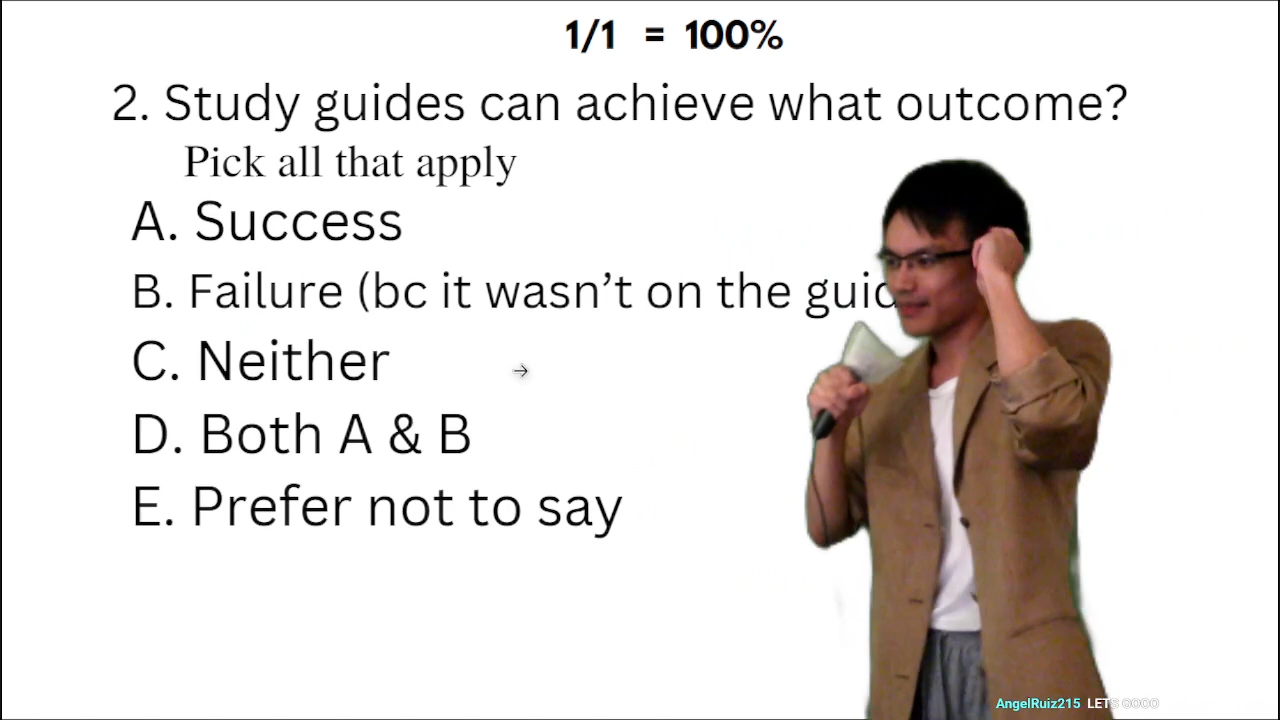 1/1 = 100%
2. Study guides can achieve what outcome?
Pick all that apply
A. Success
B. Failure (bc it wasn’t on the
C. Neither
D. Both A & B
E. Prefer not to say
AngelRuiz215 LETS OOOO